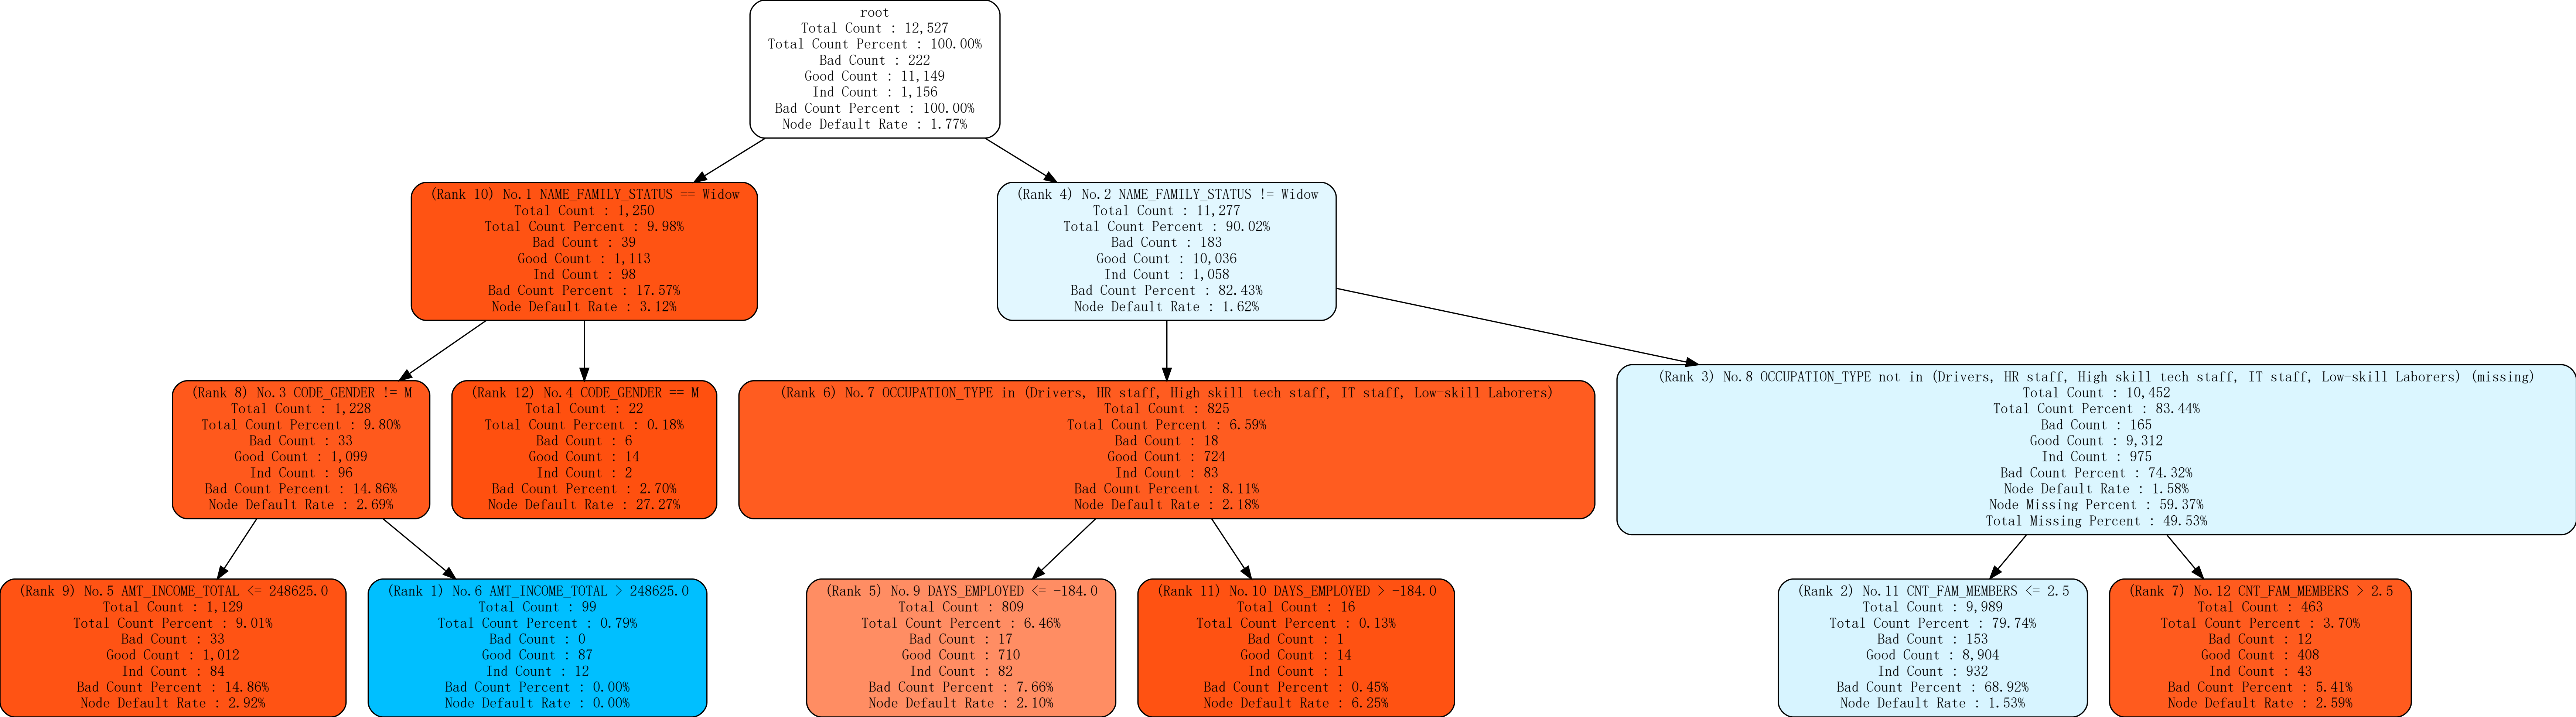 root
Total Count : 12,527
Total Count Percent : 100.00%
Bad Count : 222
Good Count : 11,149
Ind Count : 1,156
Bad Count Percent : 100.00%
Node Default Rate : 1.77%
(Rank 10) No.1 NAME_FAMILY_STATUS == Widow
Total Count : 1,250
Total Count Percent : 9.98%
Bad Count : 39
Good Count : 1,113
Ind Count : 98
Bad Count Percent : 17.57%
Node Default Rate : 3.12%
(Rank 4) No.2 NAME_FAMILY_STATUS != Widow
Total Count : 11,277
Total Count Percent : 90.02%
Bad Count : 183
Good Count : 10,036
Ind Count : 1,058
Bad Count Percent : 82.43%
Node Default Rate : 1.62%
(Rank 8) No.3 CODE_GENDER != M
Total Count : 1,228
Total Count Percent : 9.80%
Bad Count : 33
Good Count : 1,099
Ind Count : 96
Bad Count Percent : 14.86%
Node Default Rate : 2.69%
(Rank 12) No.4 CODE_GENDER == M
Total Count : 22
Total Count Percent : 0.18%
Bad Count : 6
Good Count : 14
Ind Count : 2
Bad Count Percent : 2.70%
Node Default Rate : 27.27%
(Rank 6) No.7 OCCUPATION_TYPE in (Drivers, HR staff, High skill tech staff, IT staff, Low-skill Laborers)
Total Count : 825
Total Count Percent : 6.59%
Bad Count : 18
Good Count : 724
Ind Count : 83
Bad Count Percent : 8.11%
Node Default Rate : 2.18%
(Rank 3) No.8 OCCUPATION_TYPE not in (Drivers, HR staff, High skill tech staff, IT staff, Low-skill Laborers) (missing)
Total Count : 10,452
Total Count Percent : 83.44%
Bad Count : 165
Good Count : 9,312
Ind Count : 975
Bad Count Percent : 74.32%
Node Default Rate : 1.58%
Node Missing Percent : 59.37%
Total Missing Percent : 49.53%
(Rank 9) No.5 AMT_INCOME_TOTAL <= 248625.0
Total Count : 1,129
Total Count Percent : 9.01%
Bad Count : 33
Good Count : 1,012
Ind Count : 84
Bad Count Percent : 14.86%
Node Default Rate : 2.92%
(Rank 1) No.6 AMT_INCOME_TOTAL > 248625.0
Total Count : 99
Total Count Percent : 0.79%
Bad Count : 0
Good Count : 87
Ind Count : 12
Bad Count Percent : 0.00%
Node Default Rate : 0.00%
(Rank 5) No.9 DAYS_EMPLOYED <= -184.0
Total Count : 809
Total Count Percent : 6.46%
Bad Count : 17
Good Count : 710
Ind Count : 82
Bad Count Percent : 7.66%
Node Default Rate : 2.10%
(Rank 11) No.10 DAYS_EMPLOYED > -184.0
Total Count : 16
Total Count Percent : 0.13%
Bad Count : 1
Good Count : 14
Ind Count : 1
Bad Count Percent : 0.45%
Node Default Rate : 6.25%
(Rank 2) No.11 CNT_FAM_MEMBERS <= 2.5
Total Count : 9,989
Total Count Percent : 79.74%
Bad Count : 153
Good Count : 8,904
Ind Count : 932
Bad Count Percent : 68.92%
Node Default Rate : 1.53%
(Rank 7) No.12 CNT_FAM_MEMBERS > 2.5
Total Count : 463
Total Count Percent : 3.70%
Bad Count : 12
Good Count : 408
Ind Count : 43
Bad Count Percent : 5.41%
Node Default Rate : 2.59%